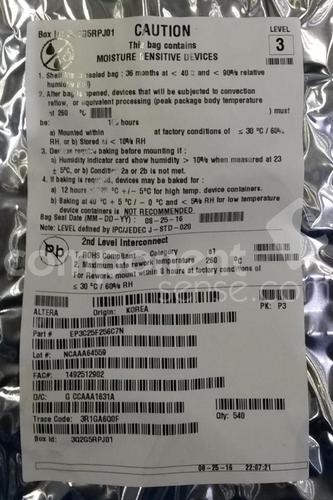 CAUTION
This bag contains
MOISTURE SENSITIVE DEVICES
LEVEL
3
1. Shelf sealed bag : 36 months at < 40 C and < 90% relative
2. After bag is opened, devices that will be subjected to convection
reflow, or equivalent processing (peak package body temperature
of 260 °C ) must
be:
a) Mounted within at factory conditions of ≤ 30 °C / 60%
RH, or b) Stored at < 10% RH
3. Devices require baking before mounting if :
a) Humidity indicator card show humidity > 10% when measured at 23
± 5°C, or b) Condition 2a or 2b is not met.
4. If baking is required, devices may be baked for :
a) 12 hours +/- 5°C for high temp. device containers.
b) Baking at 40 °C + 5 °C / - 0 °C and < 5% RH for low temperature
device containers is NOT RECOMMENDED
Bag Seal Date (MM-DD-YY) : 08-25-16
Note: LEVEL defined by IPC/JEDEC J-STD-020
Pb
2nd Level Interconnect
1. ROHS Compliant - Category e1
2. Maximum safe rework temperature 260 °C
For Rework, mount within 8 hours at factory conditions of
≤ 30 °C / 60% RH
ALTERA Origin: KOREA PK: P3
Part # EP3C25F256C7N
Lot #: NCAAA64559
FAC#: 1492512902
D/C: G CCAAA1631A
Trace Code: 3R1GA6Q0F Qty: 540
Box Id: 3Q2G5RPJ01
08-25-16 22:07:21
component
sense.com